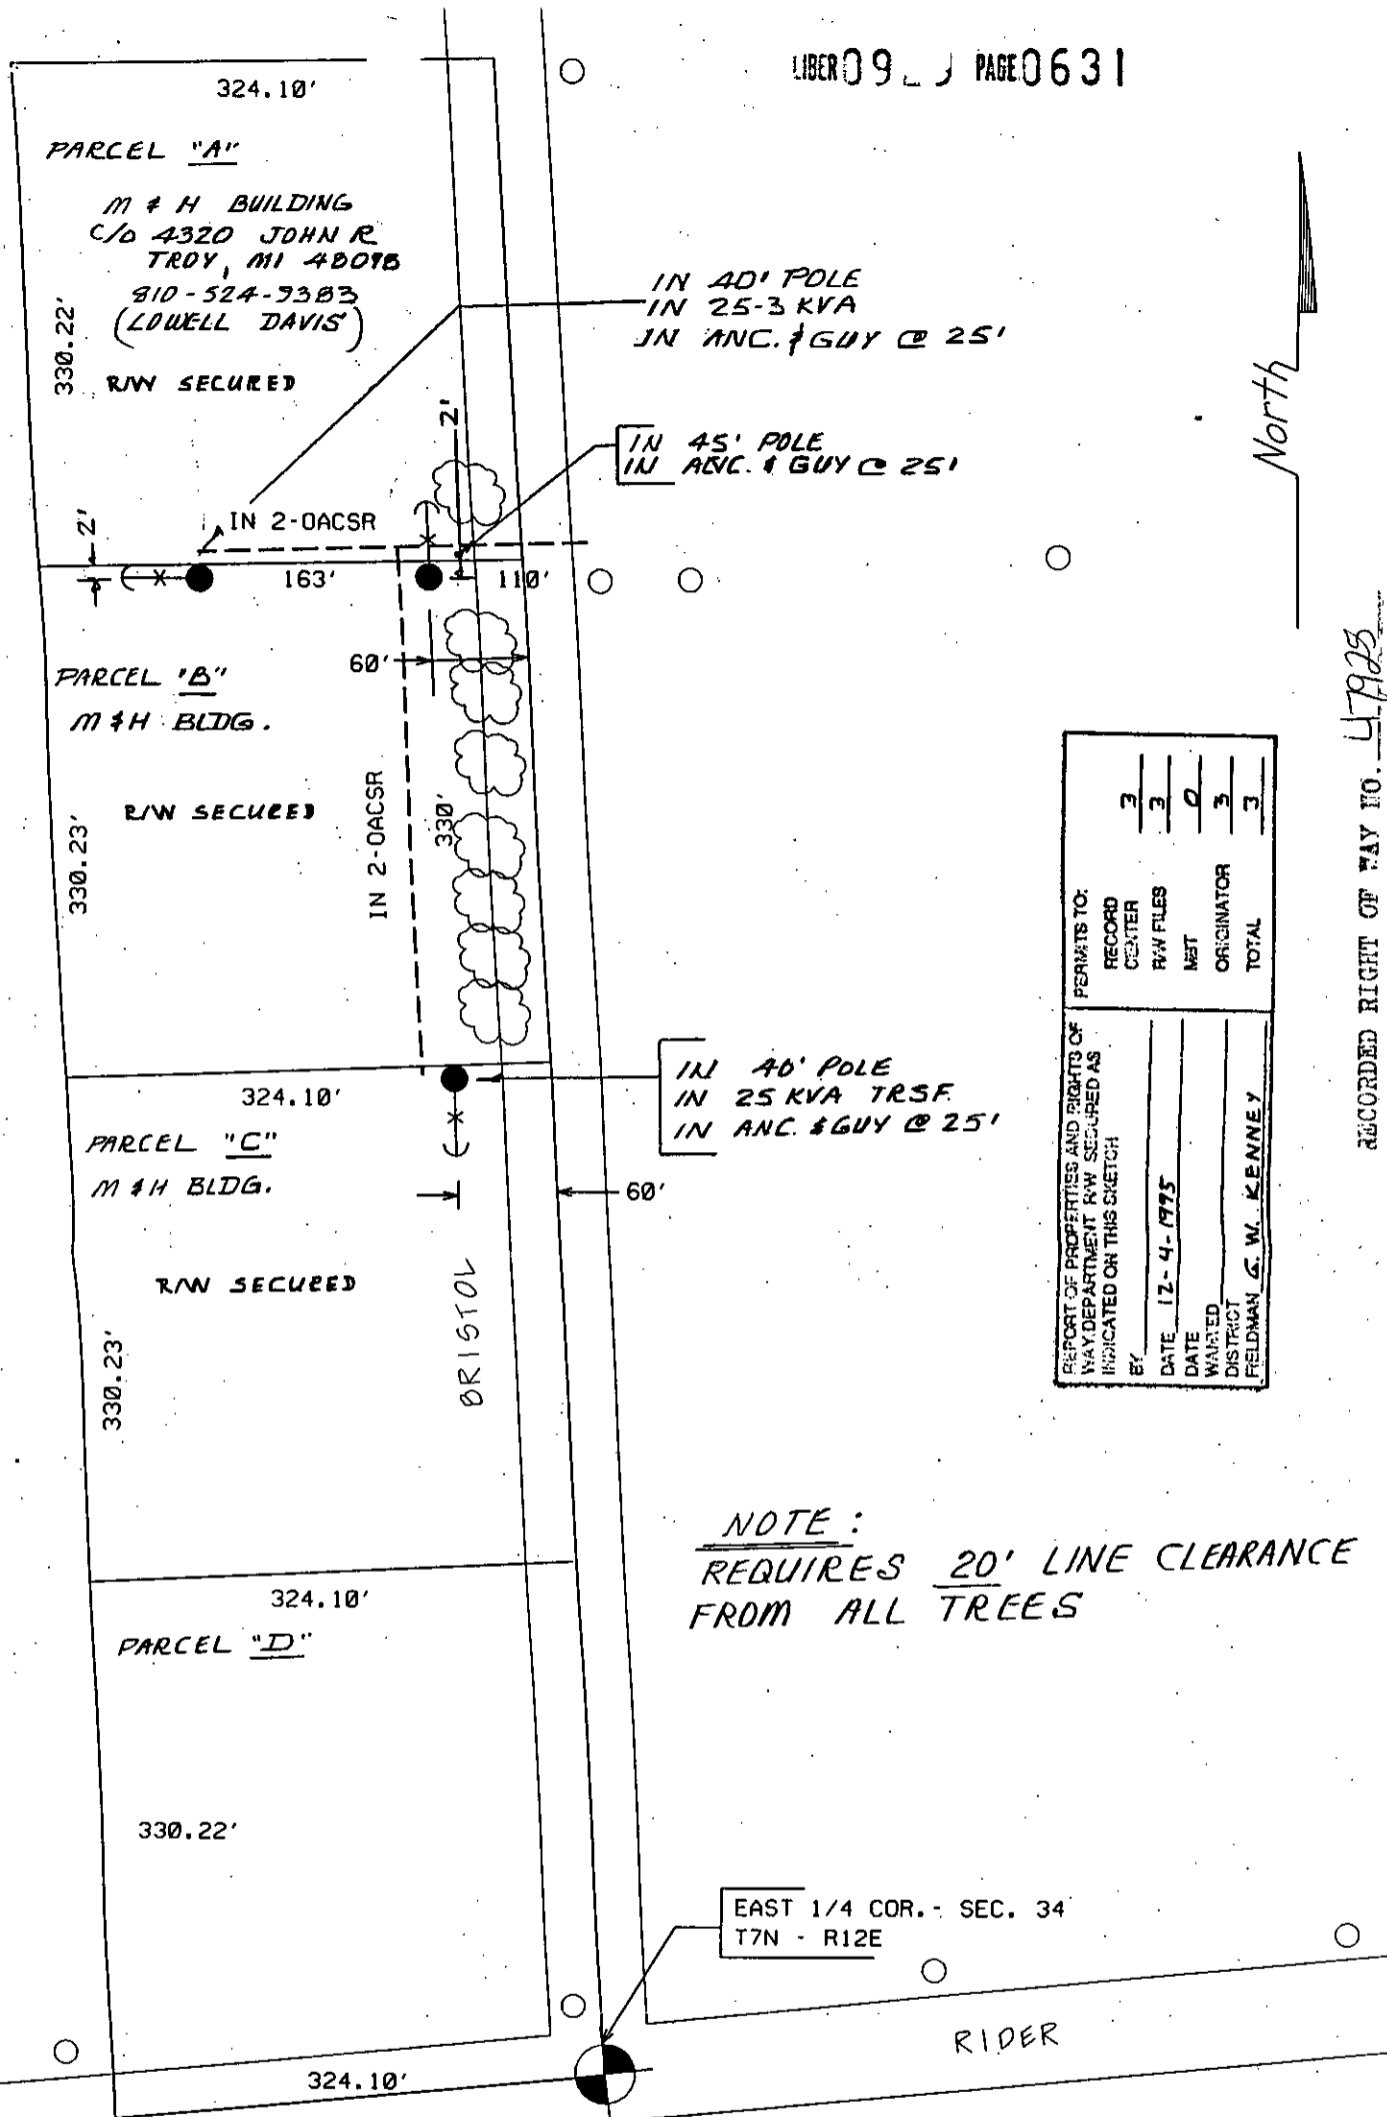 PAGE 0631
324.10'
PARCEL "A"
M & H BUILDING
C/O 4320 JOHN R
TROY, MI 48098
810-524-9383
(LOWELL DAVIS)
330.22'
R/W SECURED
IN 40' POLE
IN 25-3 KVA
IN ANC. & GUY @ 25'
North
2'
IN 45' POLE
IN ANC. & GUY @ 25'
2'
IN 2-0ACSR
163'
110'
PARCEL "B"
M & H BLDG.
60'
R/W SECURED
330.23'
IN 2-0ACSR
330'
RECORDED RIGHT OF WAY NO. 47925
REPORT OF PROPERTIES AND RIGHTS OF
WAY DEPARTMENT R/W SECURED AS
INDICATED ON THIS SKETCH
BY
DATE 12-4-1995
DATE
WANTED
DISTRICT
FIELDMAN G. W. KENNEY
PERMITS TO:
RECORD
CENTER 3
R/W FILES 3
MBT 0
ORIGINATOR 3
TOTAL 3
324.10'
IN 40' POLE
IN 25 KVA TRSF.
IN ANC. & GUY @ 25'
PARCEL "C"
M & H BLDG.
60'
R/W SECURED
330.23'
BRISTOL
NOTE :
REQUIRES 20' LINE CLEARANCE
FROM ALL TREES
324.10'
PARCEL "D"
330.22'
EAST 1/4 COR. - SEC. 34
T7N - R12E
RIDER
324.10'